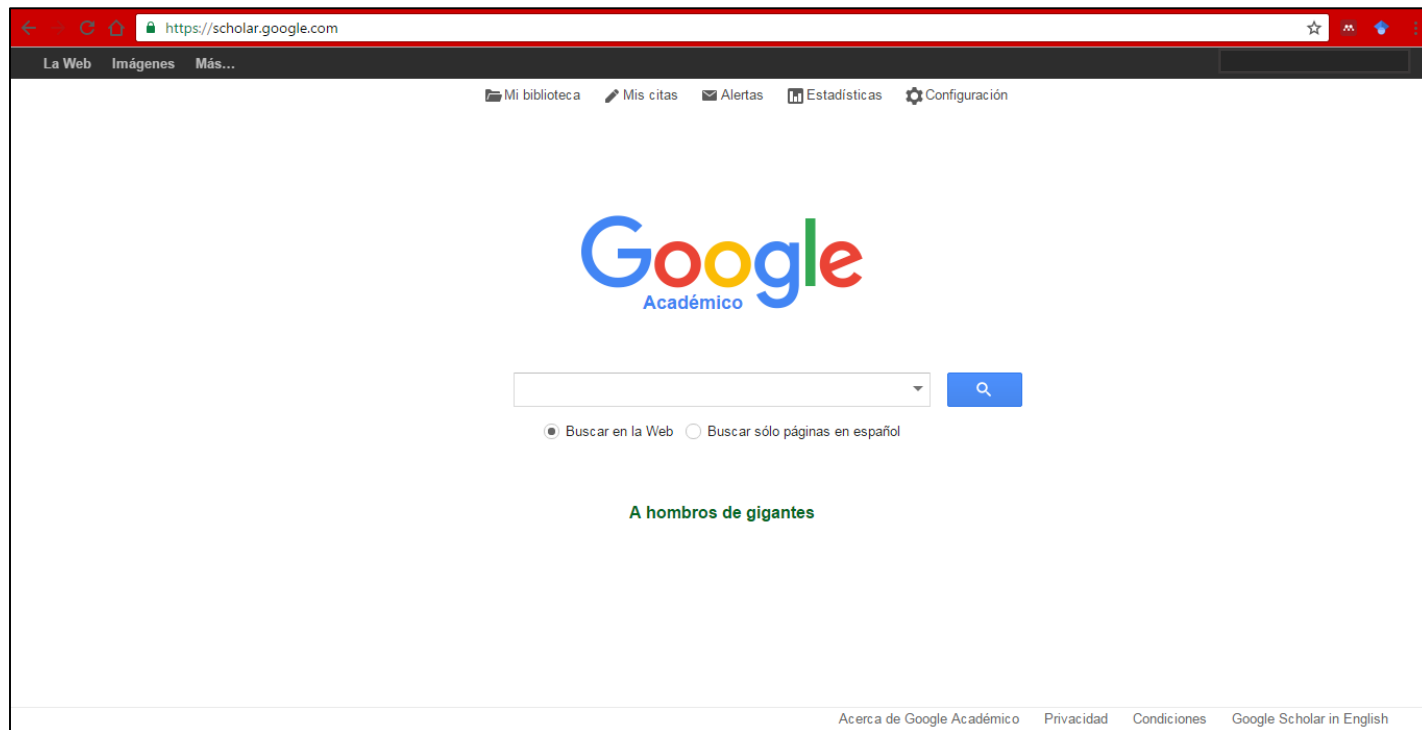 https://scholar.google.com
La Web Imágenes Más...
Mi biblioteca Mis citas Alertas Estadísticas Configuración
Google
Académico
Buscar en la Web Buscar sólo páginas en español
A hombros de gigantes
Acerca de Google Académico Privacidad Condiciones Google Scholar in English